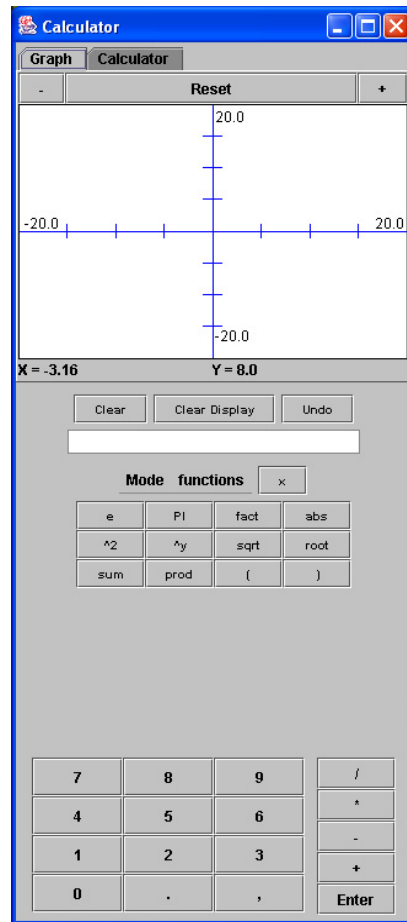 Calculator
Graph Calculator
- Reset +
20.0
-20.0 20.0
-20.0
X = -3.16 Y = 8.0
Clear Clear Display Undo
Mode functions x
e PI fact abs
^2 ^y sqrt root
sum prod ( )
7 8 9 /
4 5 6 *
1 2 3 -
+
0 . , Enter